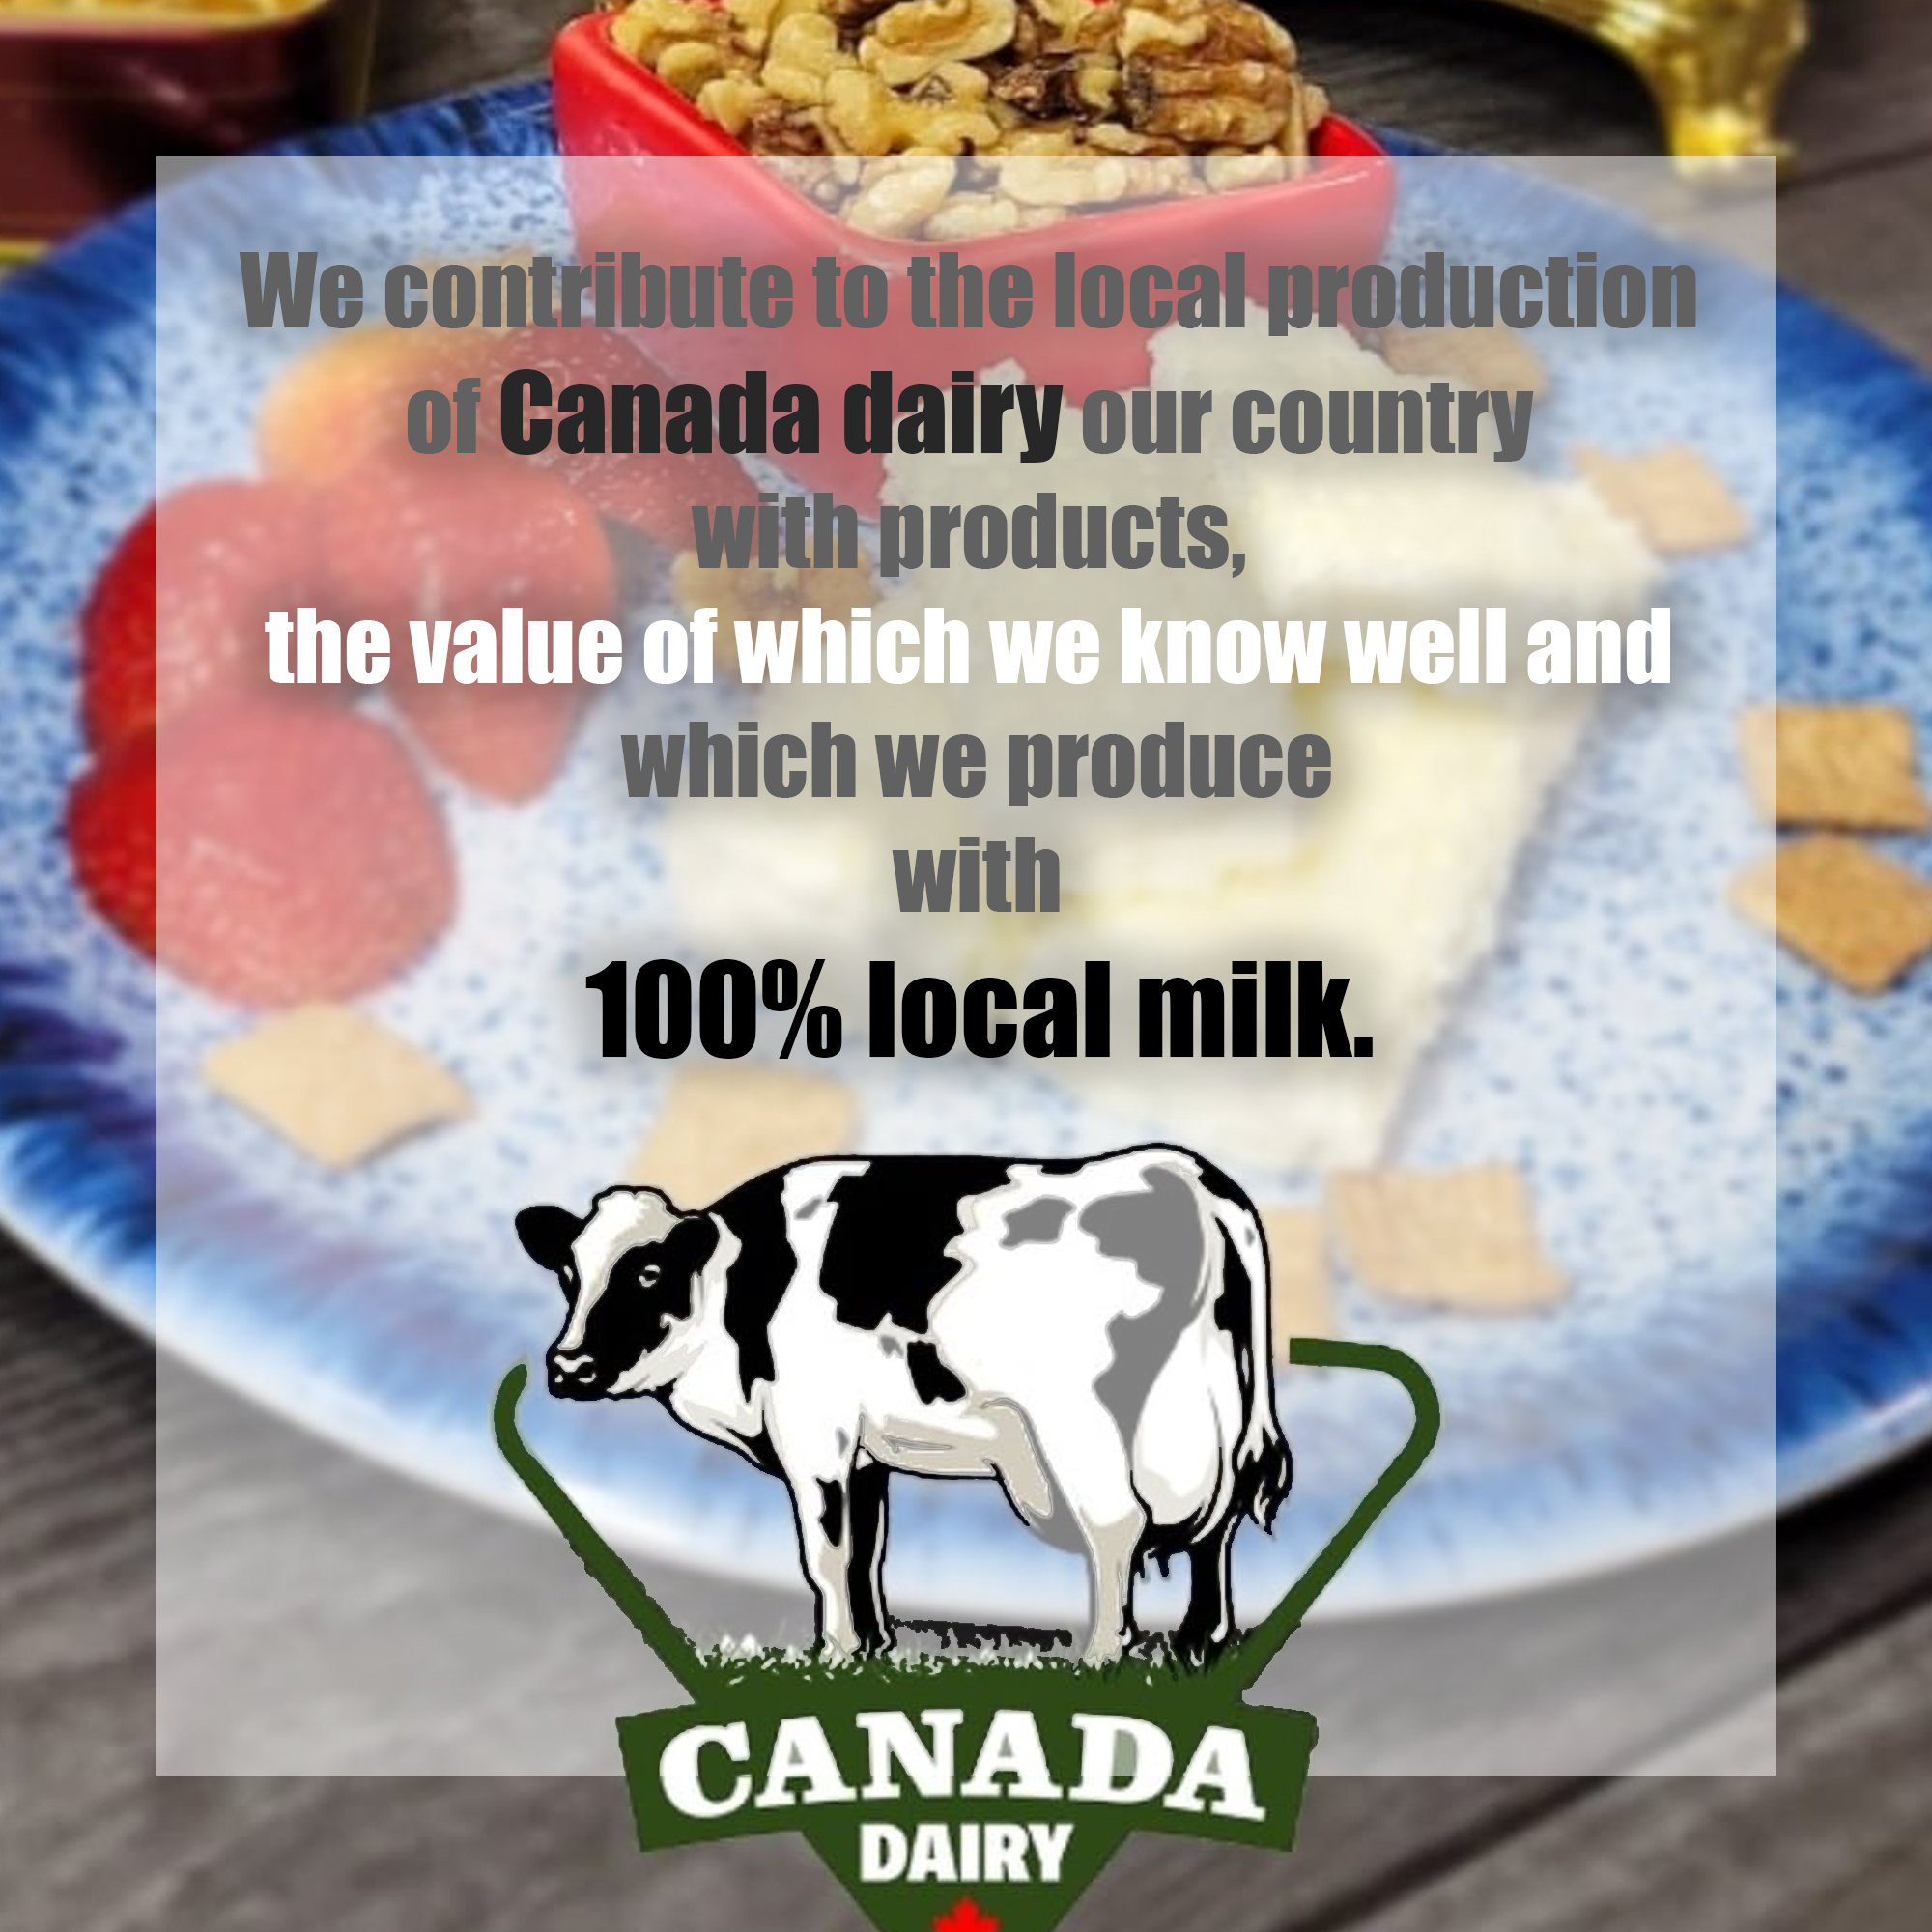 We contribute to the local production
of Canada dairy our country
with products,
the value of which we know well and
which we produce
with
100% local milk.
CANADA
DAIRY